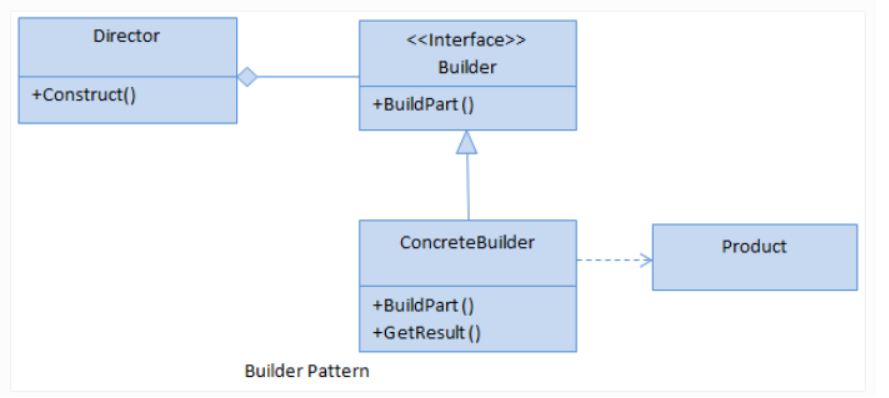 Director
+Construct()
<<Interface>>
Builder
+BuildPart()
ConcreteBuilder
+BuildPart()
+GetResult()
Product
Builder Pattern